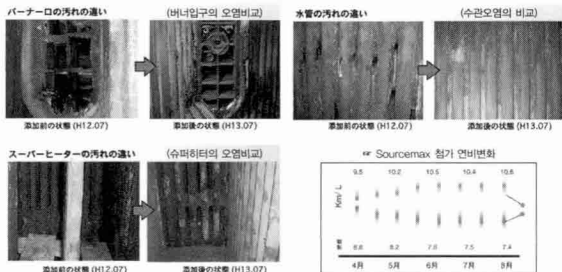 バーナー口の汚れの違い (버너입구의 오염비교)
添加前の状態 (H12.07) 添加後の状態 (H13.07)
水管の汚れの違い (수관오염의 비교)
添加前の状態 (H12.07) 添加後の状態 (H13.07)
スーパーヒーターの汚れの違い (슈퍼히터의 오염비교)
添加前の状態 (H12.07) 添加後の状態 (H13.07)
☞ Sourcemax 첨가 연비변화
Km/L
9.5 10.2 10.5 10.4 10.6
8.8 8.2 7.8 7.5 7.4
4月 5月 6月 7月 8月